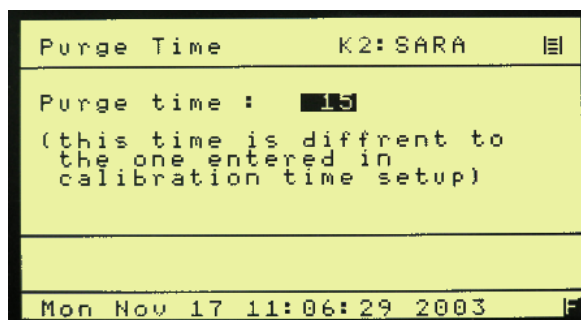 Purge Time K2:SARA
Purge time : 15
(this time is diffrent to
the one entered in
calibration time setup)
Mon Nov 17 11:06:29 2003 F